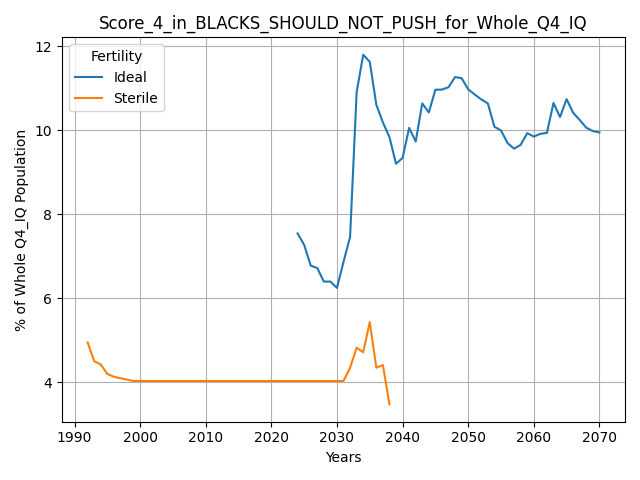 Score_4_in_BLACKS_SHOULD_NOT_PUSH_for_Whole_Q4_IQ
Fertility
Ideal
Sterile
% of Whole Q4_IQ Population
12
10
8
6
4
1990 2000 2010 2020 2030 2040 2050 2060 2070
Years